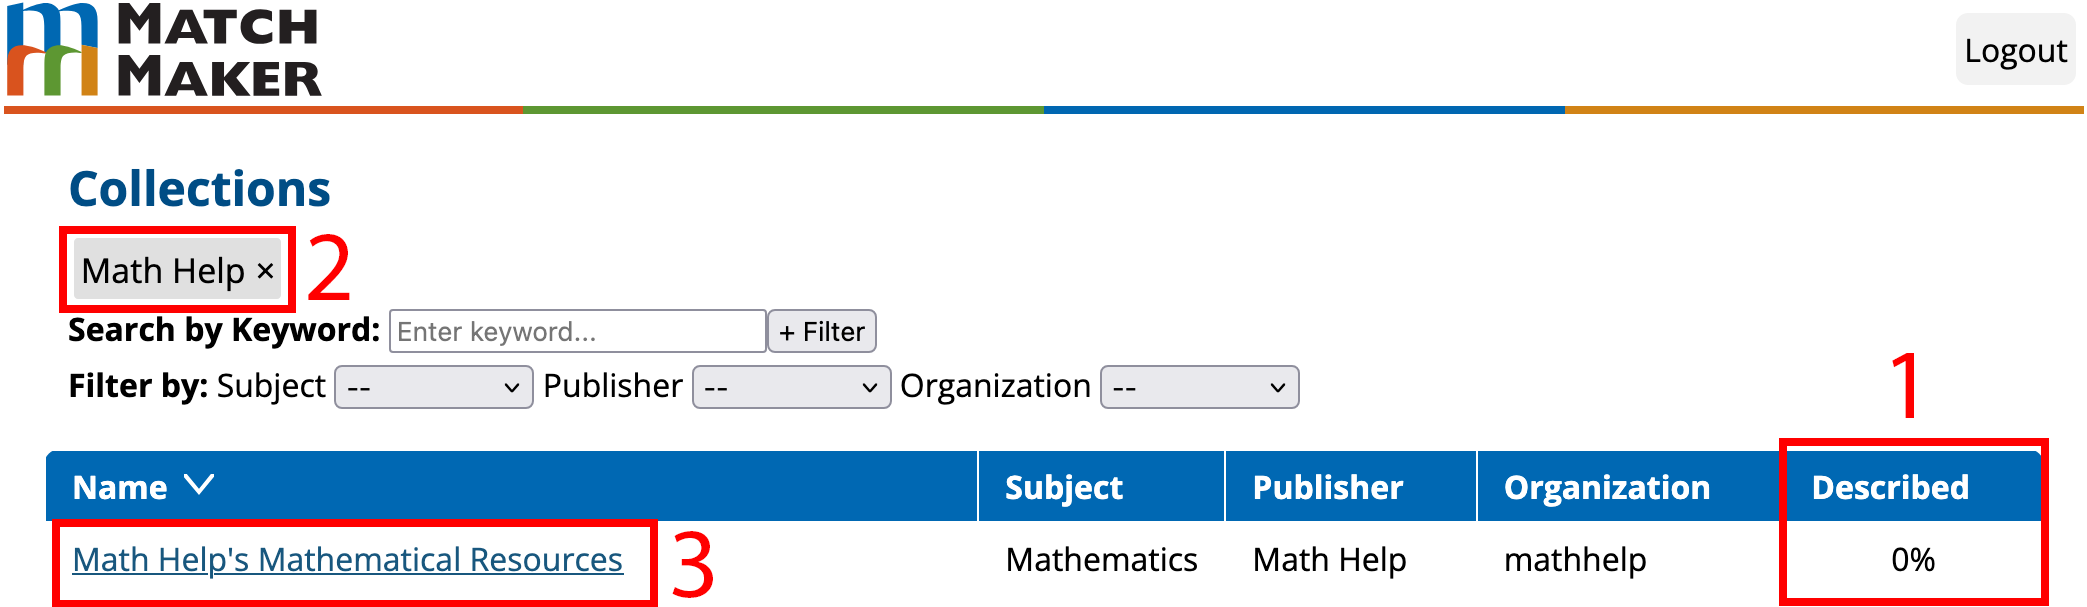 MATCH
MAKER
Logout
Collections
Math Help ×
2
Search by Keyword: Enter keyword... + Filter
Filter by: Subject -- Publisher -- Organization --
1
Name Subject Publisher Organization Described
Math Help's Mathematical Resources Mathematics Math Help mathhelp 0%
3